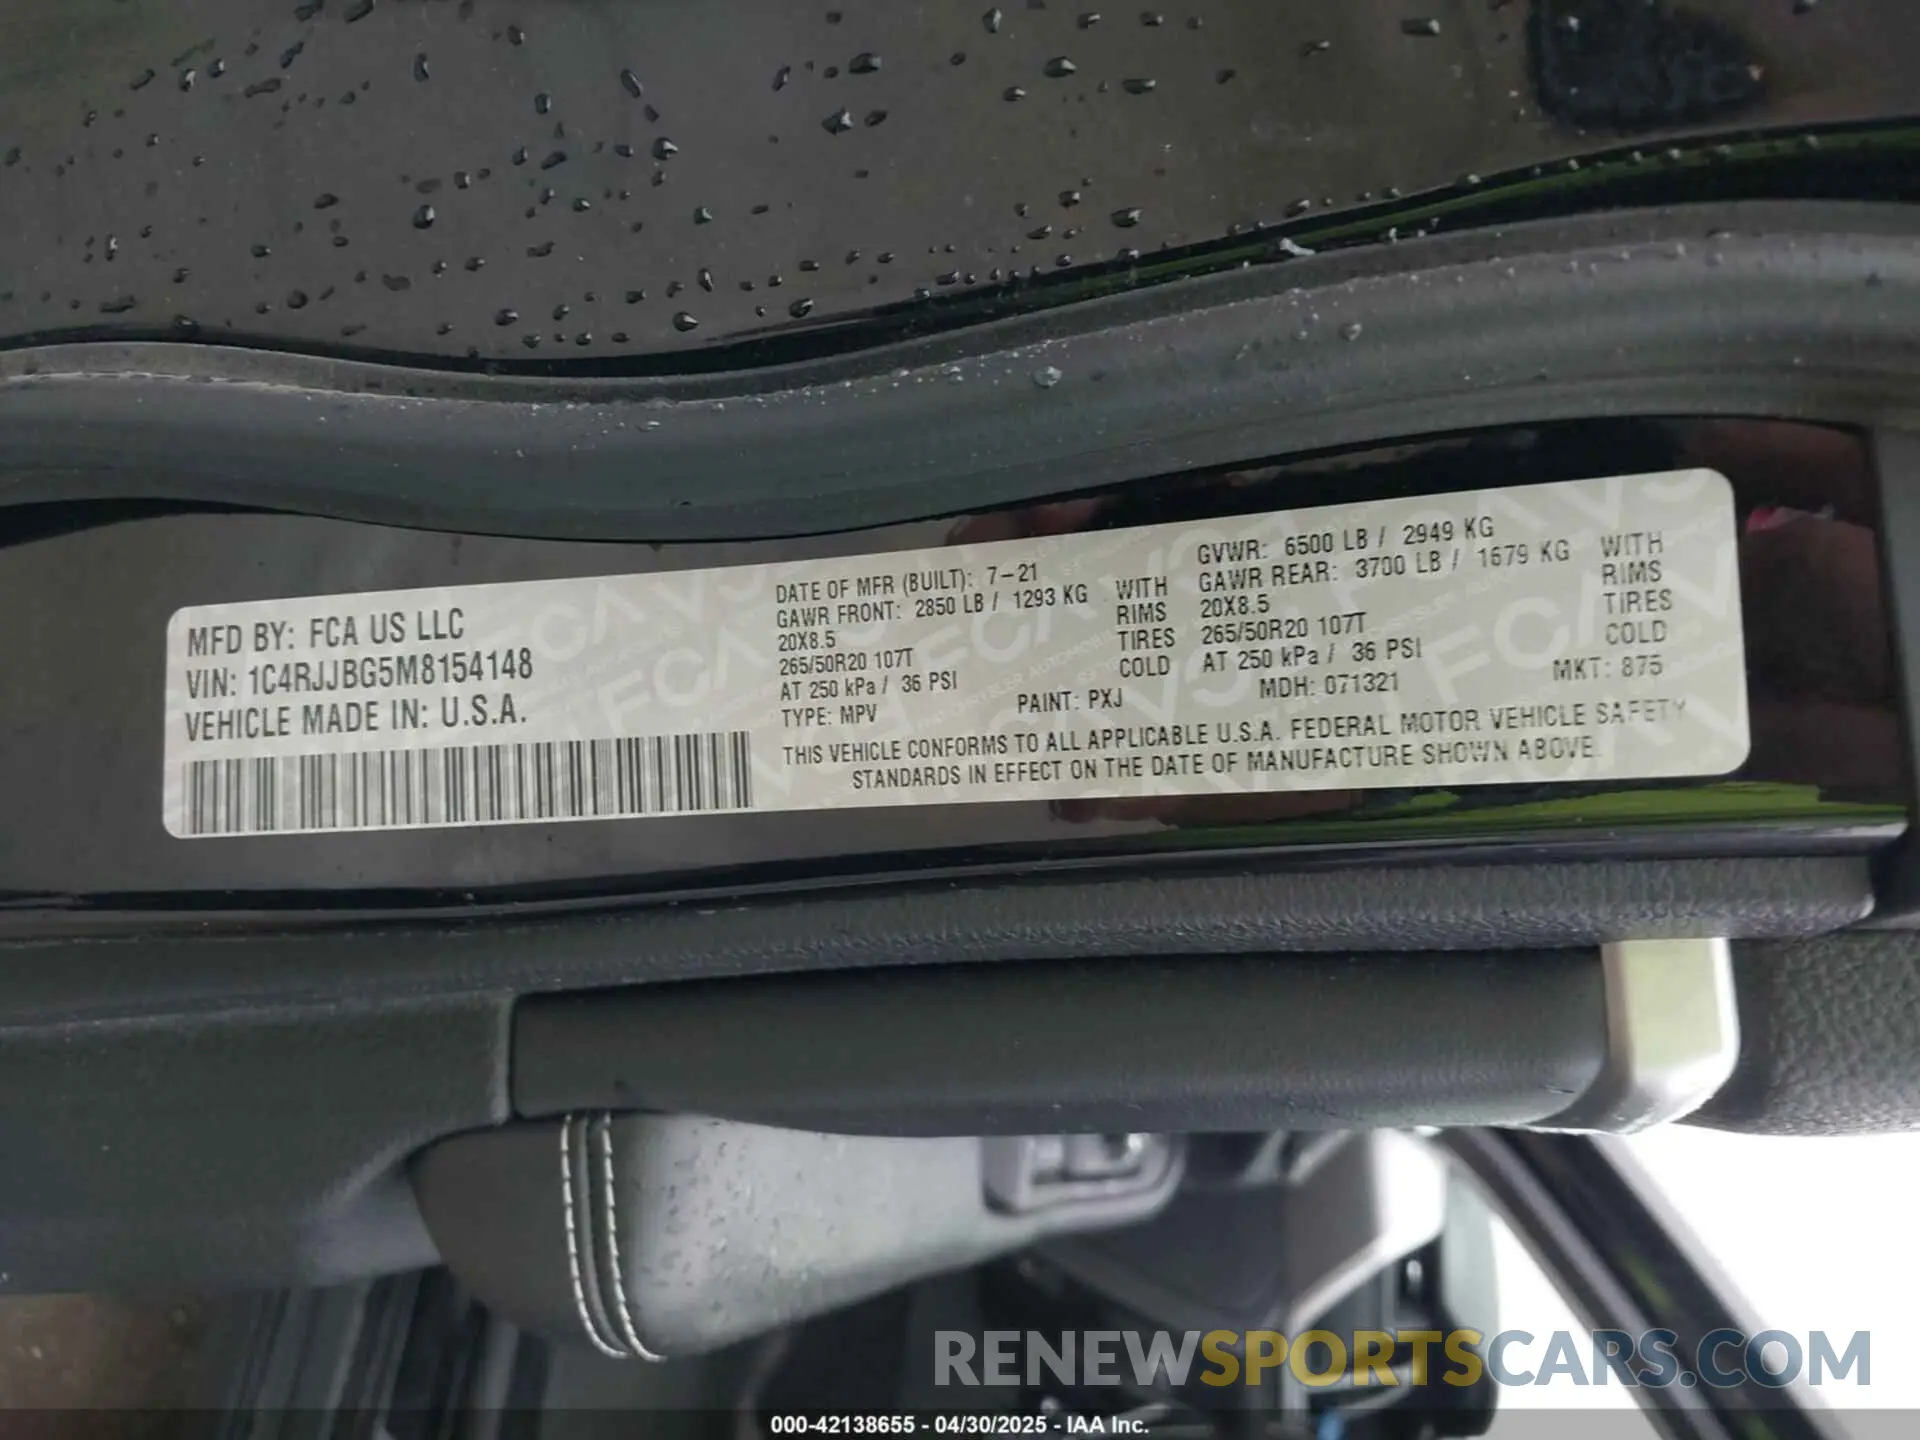 MFD BY: FCA US LLC
VIN: 1C4RJJBG5M8154148
VEHICLE MADE IN: U.S.A.
DATE OF MFR (BUILT): 7-21
GAWR FRONT: 2850 LB / 1293 KG WITH
20X8.5 RIMS
265/50R20 107T TIRES
AT 250 kPa / 36 PSI COLD
TYPE: MPV PAINT: PXJ
GVWR: 6500 LB / 2949 KG
GAWR REAR: 3700 LB / 1679 KG WITH
20X8.5 RIMS
265/50R20 107T TIRES
AT 250 kPa / 36 PSI COLD
MDH: 071321 MKT: 875
THIS VEHICLE CONFORMS TO ALL APPLICABLE U.S.A. FEDERAL MOTOR VEHICLE SAFETY
STANDARDS IN EFFECT ON THE DATE OF MANUFACTURE SHOWN ABOVE.
RENEWSPORTSCARS.COM
000-42138655 - 04/30/2025 - IAA Inc.